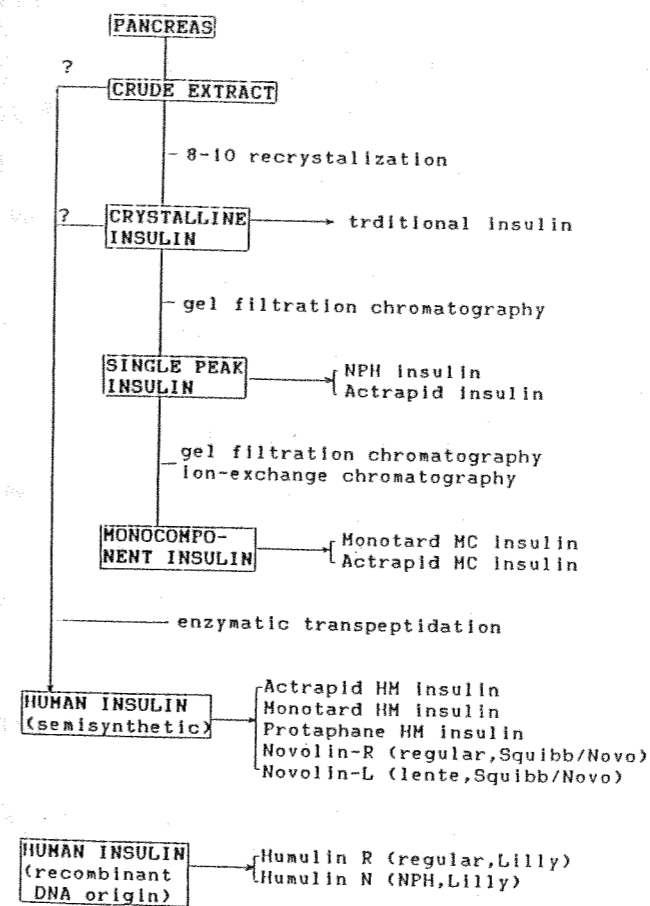 PANCREAS
?
CRUDE EXTRACT
8-10 recrystalization
?
CRYSTALLINE
INSULIN
trditional insulin
gel filtration chromatography
SINGLE PEAK
INSULIN
NPH insulin
Actrapid insulin
gel filtration chromatography
ion-exchange chromatography
MONOCOMPO-
NENT INSULIN
Monotard MC insulin
Actrapid MC insulin
enzymatic transpeptidation
HUMAN INSULIN
(semisynthetic)
Actrapid HM insulin
Monotard HM insulin
Protaphane HM insulin
Novolin-R (regular,Squibb/Novo)
Novolin-L (lente,Squibb/Novo)
HUMAN INSULIN
(recombinant
DNA origin)
Humulin R (regular,Lilly)
Humulin N (NPH,Lilly)